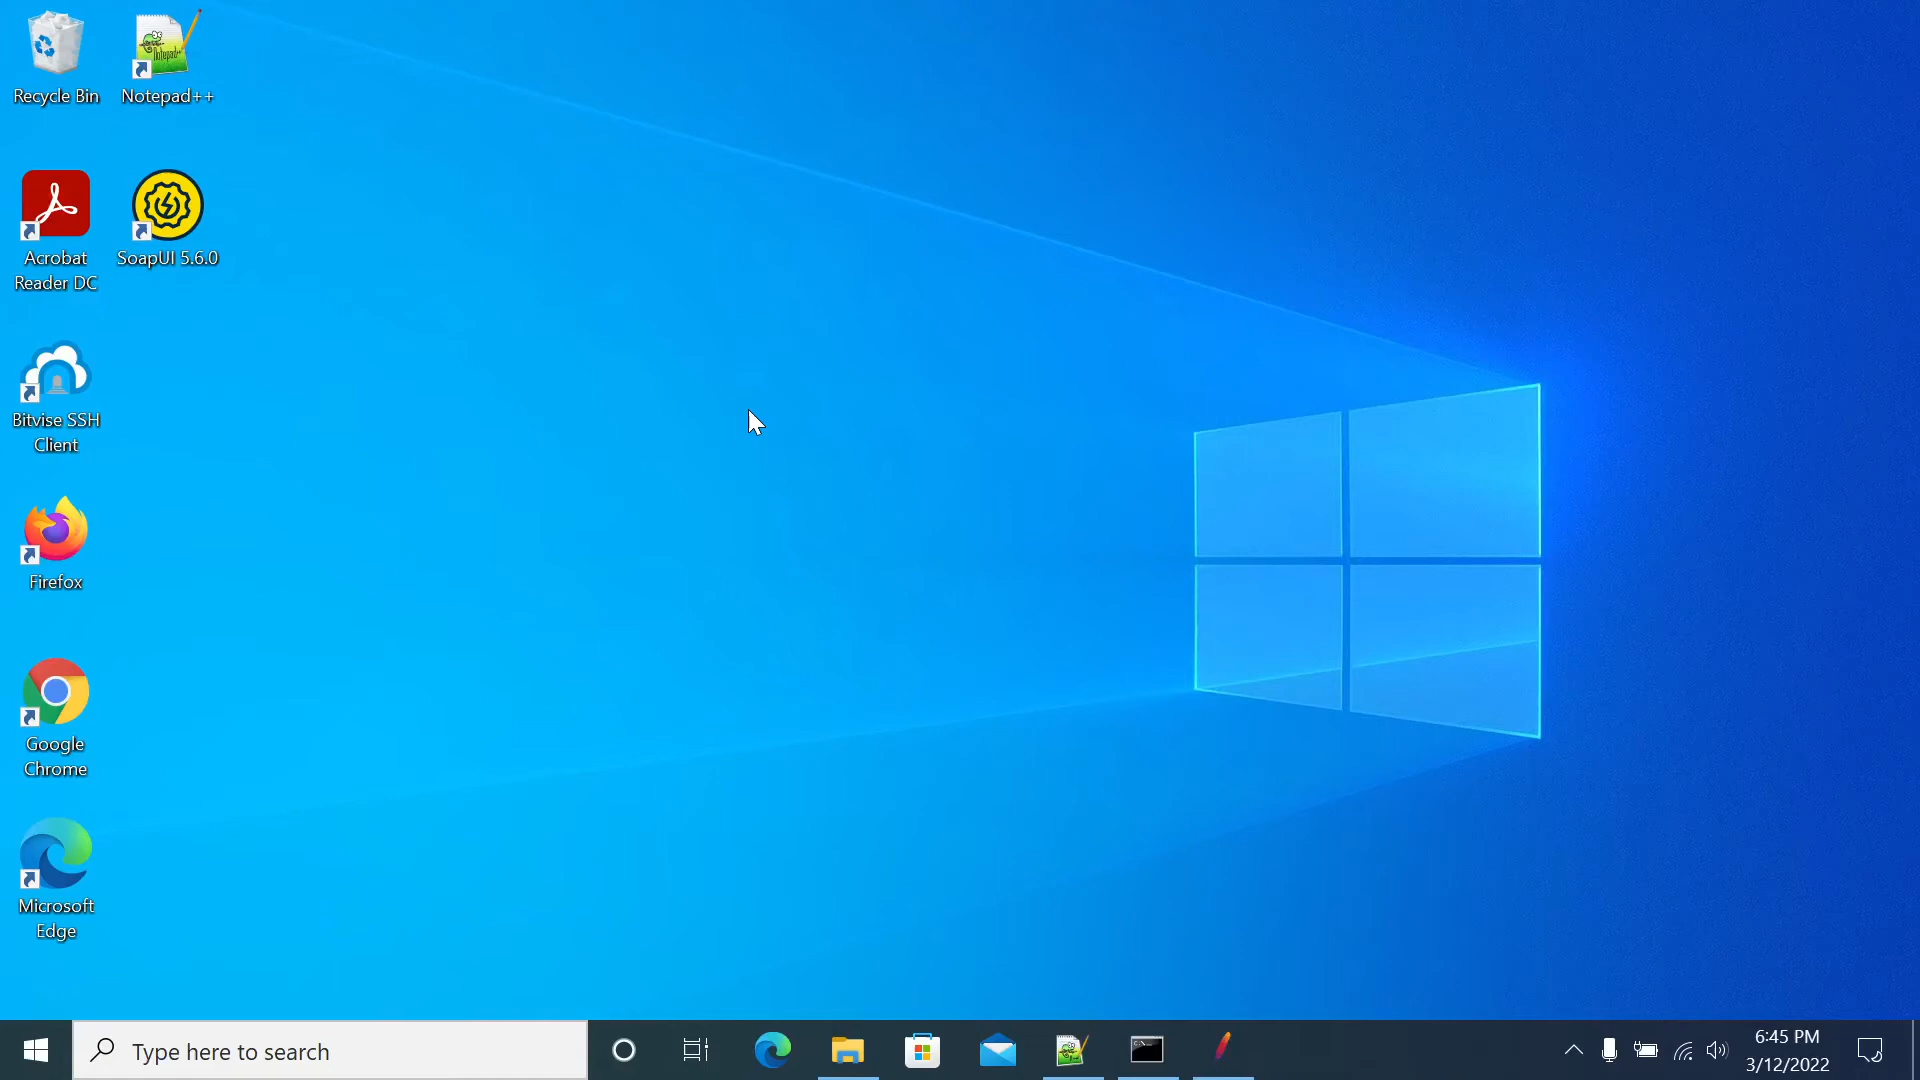 Recycle Bin
Notepad++
Acrobat
Reader DC
SoapUI 5.6.0
Bitvise SSH
Client
Firefox
Google
Chrome
Microsoft
Edge
Type here to search
6:45 PM
3/12/2022